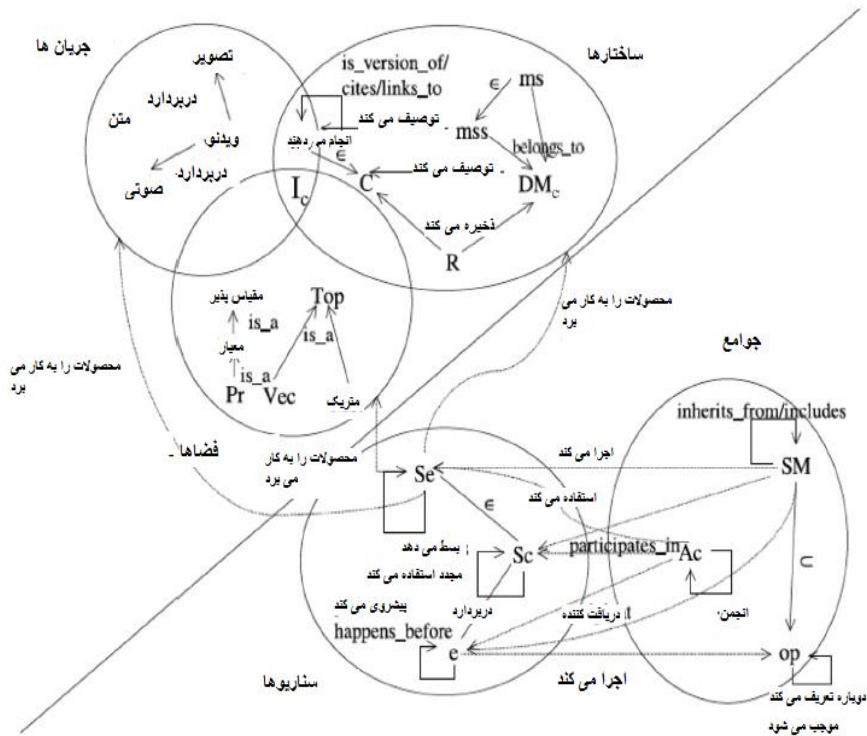 جریان ها
تصویر
دربردارد
متن
ویدئو
دربردارد
صوتی
ساختارها
is_version_of/
cites/links_to
∈
ms
توصیف می کند
mss
انجام می دهند
∈
belongs_to
توصیف می کند
I_c
C
DM_c
ذخیره می کند
R
مقیاس پذیر
Top
is_a
is_a
معیار
is_a
Pr
Vec
متریک
فضاها
محصولات را به کار می
برد
محصولات را به کار می
برد
محصولات را به کار
می برد
جوامع
inherits_from/includes
SM
اجرا می کند
Se
استفاده می کند
∈
⊂
بسط می دهد
Sc
participates_in
Ac
مجدد استفاده می کند
پیشروی می کند
دربردارد
دریافت کننده
انجمن
happens_before
e
op
سناریوها
اجرا می کند
دوباره تعریف می کند
موجب می شود